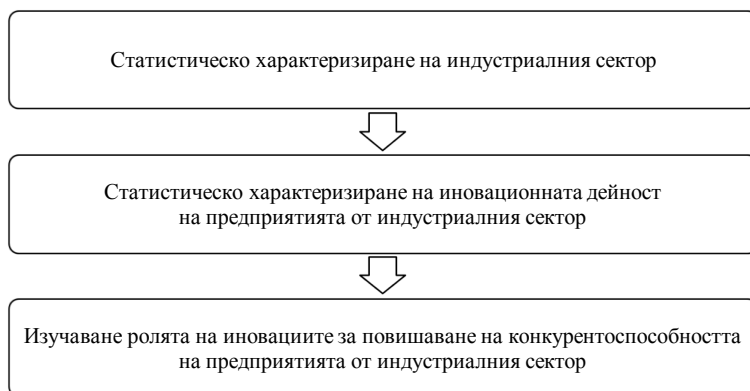 Статистическо характеризиране на индустриалния сектор
Статистическо характеризиране на иновационната дейност
на предприятията от индустриалния сектор
Изучаване ролята на иновациите за повишаване на конкурентоспособността
на предприятията от индустриалния сектор